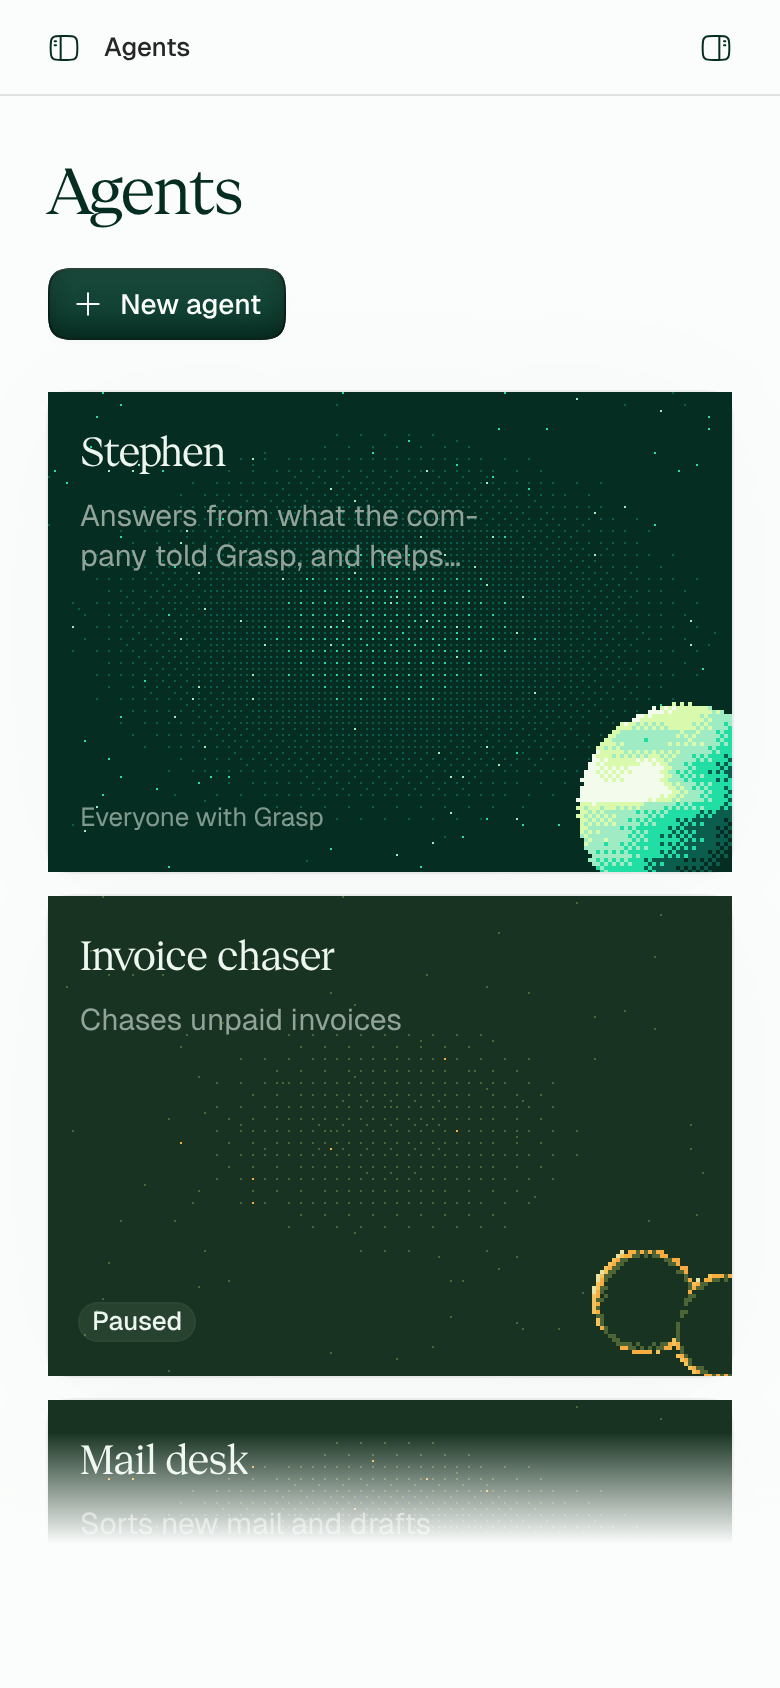 Agents
Agents
New agent
Stephen
Answers from what the com-
pany told Grasp, and helps…
Everyone with Grasp
Invoice chaser
Chases unpaid invoices
Paused
Mail desk
Sorts new mail and drafts